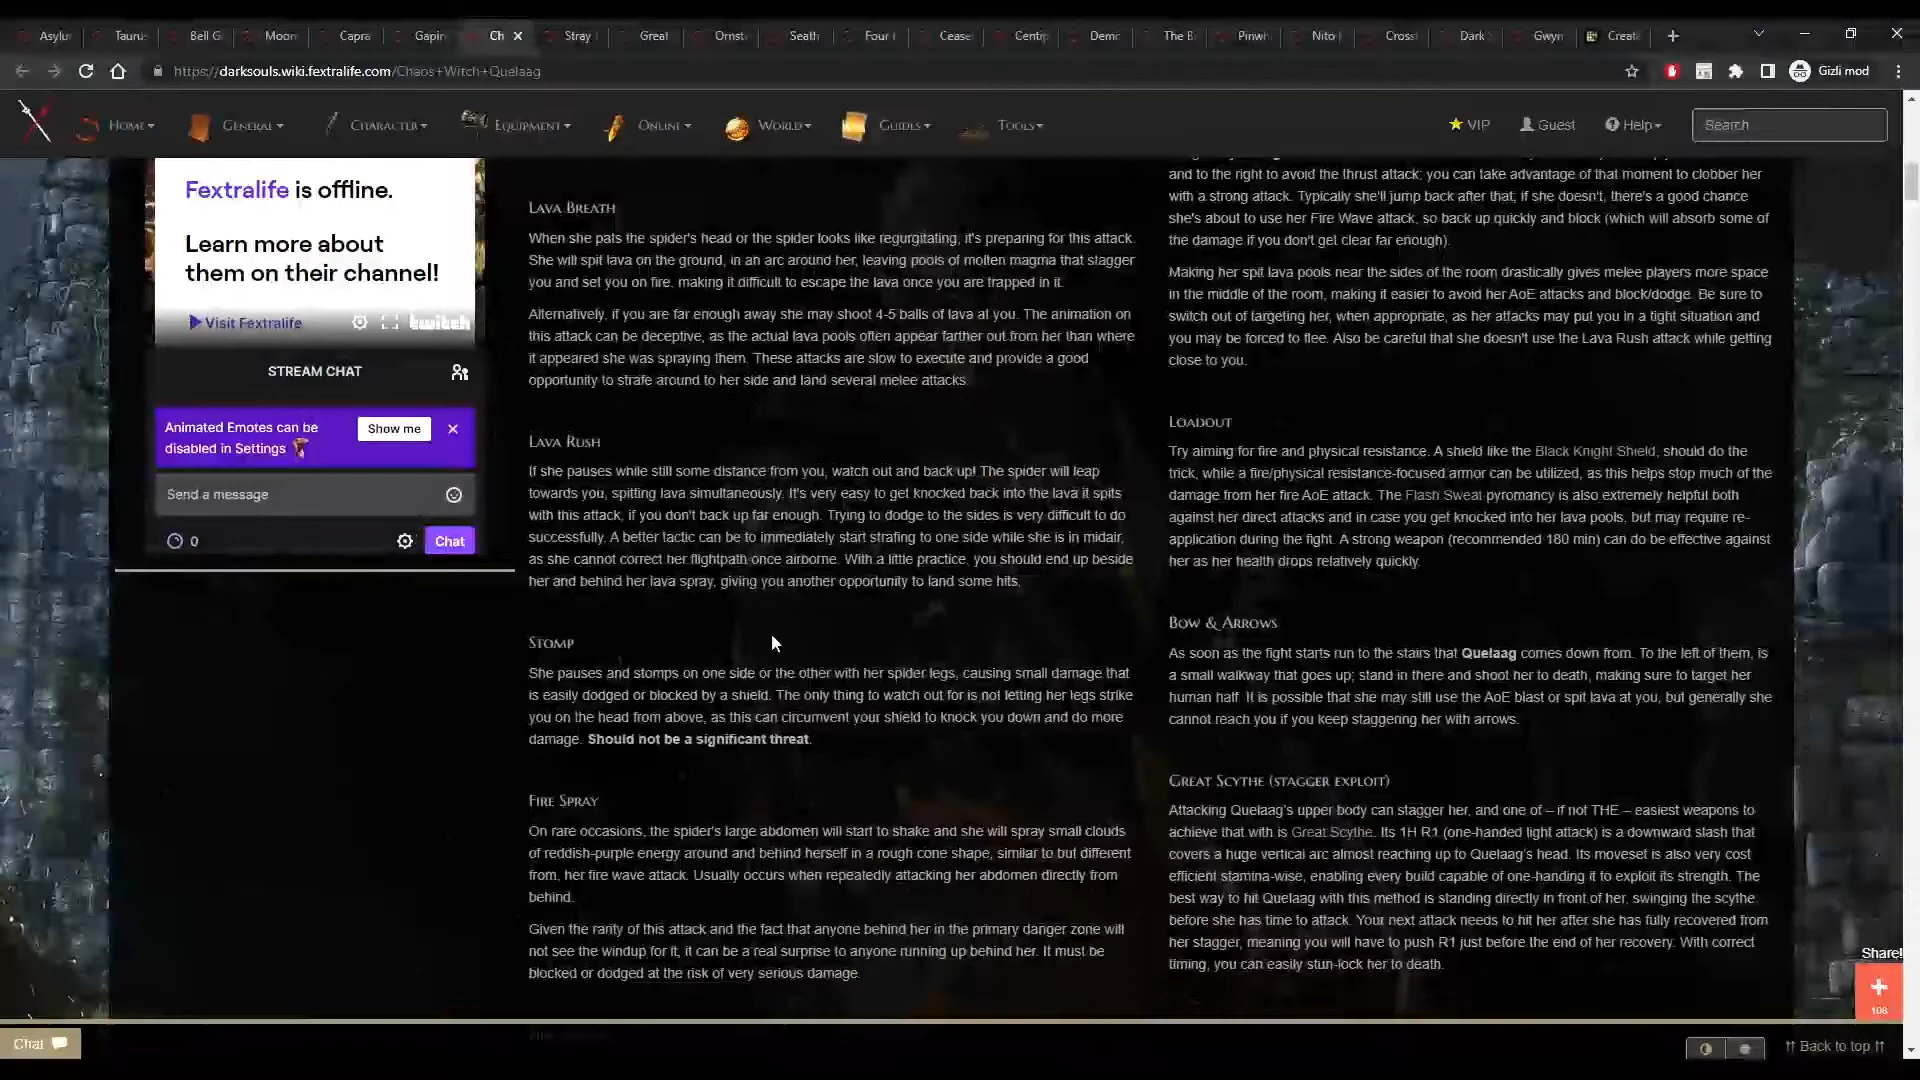 Asylu
Tauru
Bell G
Moon
Capra
Gapin
Ch
Stray
Great
Ornst
Seath
Four
Cease
Centip
Demo
The B
Pinwh
Nito
Cross
Dark
Gwyn
Creat
https://darksouls.wiki.fextralife.com/Chaos+Witch+Quelaag
Gizli mod
Home
General
Character
Equipment
Online
World
Guides
Tools
VIP
Guest
Help
Search
Fextralife is offline.
Learn more about
them on their channel!
Visit Fextralife
twitch
STREAM CHAT
Animated Emotes can be
disabled in Settings
Show me
Send a message
0
Chat
Lava Breath
When she pats the spider's head or the spider looks like regurgitating, it's preparing for this attack.
She will spit lava on the ground, in an arc around her, leaving pools of molten magma that stagger
you and set you on fire, making it difficult to escape the lava once you are trapped in it.
Alternatively, if you are far enough away she may shoot 4-5 balls of lava at you. The animation on
this attack can be deceptive, as the actual lava pools often appear farther out from her than where
it appeared she was spraying them. These attacks are slow to execute and provide a good
opportunity to strafe around to her side and land several melee attacks.
Lava Rush
If she pauses while still some distance from you, watch out and back up! The spider will leap
towards you, spitting lava simultaneously. It's very easy to get knocked back into the lava it spits
with this attack, if you don't back up far enough. Trying to dodge to the sides is very difficult to do
successfully. A better tactic can be to immediately start strafing to one side while she is in midair,
as she cannot correct her flightpath once airborne. With a little practice, you should end up beside
her and behind her lava spray, giving you another opportunity to land some hits.
Stomp
She pauses and stomps on one side or the other with her spider legs, causing small damage that
is easily dodged or blocked by a shield. The only thing to watch out for is not letting her legs strike
you on the head from above, as this can circumvent your shield to knock you down and do more
damage. Should not be a significant threat.
Fire Spray
On rare occasions, the spider's large abdomen will start to shake and she will spray small clouds
of reddish-purple energy around and behind herself in a rough cone shape, similar to but different
from, her fire wave attack. Usually occurs when repeatedly attacking her abdomen directly from
behind.
Given the rarity of this attack and the fact that anyone behind her in the primary danger zone will
not see the windup for it, it can be a real surprise to anyone running up behind her. It must be
blocked or dodged at the risk of very serious damage.
and to the right to avoid the thrust attack; you can take advantage of that moment to clobber her
with a strong attack. Typically she'll jump back after that; if she doesn't, there's a good chance
she's about to use her Fire Wave attack, so back up quickly and block (which will absorb some of
the damage if you don't get clear far enough).
Making her spit lava pools near the sides of the room drastically gives melee players more space
in the middle of the room, making it easier to avoid her AoE attacks and block/dodge. Be sure to
switch out of targeting her, when appropriate, as her attacks may put you in a tight situation and
you may be forced to flee. Also be careful that she doesn't use the Lava Rush attack while getting
close to you.
Loadout
Try aiming for fire and physical resistance. A shield like the Black Knight Shield, should do the
trick, while a fire/physical resistance-focused armor can be utilized, as this helps stop much of the
damage from her fire AoE attack. The Flash Sweat pyromancy is also extremely helpful both
against her direct attacks and in case you get knocked into her lava pools, but may require re-
application during the fight. A strong weapon (recommended 180 min) can do be effective against
her as her health drops relatively quickly.
Bow & Arrows
As soon as the fight starts run to the stairs that Quelaag comes down from. To the left of them, is
a small walkway that goes up; stand in there and shoot her to death, making sure to target her
human half. It is possible that she may still use the AoE blast or spit lava at you, but generally she
cannot reach you if you keep staggering her with arrows.
Great Scythe (stagger exploit)
Attacking Quelaag's upper body can stagger her, and one of – if not THE – easiest weapons to
achieve that with is Great Scythe. Its 1H R1 (one-handed light attack) is a downward slash that
covers a huge vertical arc almost reaching up to Quelaag's head. Its moveset is also very cost
efficient stamina-wise, enabling every build capable of one-handing it to exploit its strength. The
best way to hit Quelaag with this method is standing directly in front of her, swinging the scythe
before she has time to attack. Your next attack needs to hit her after she has fully recovered from
her stagger, meaning you will have to push R1 just before the end of her recovery. With correct
timing, you can easily stun-lock her to death.
Share!
106
Chat
Back to top